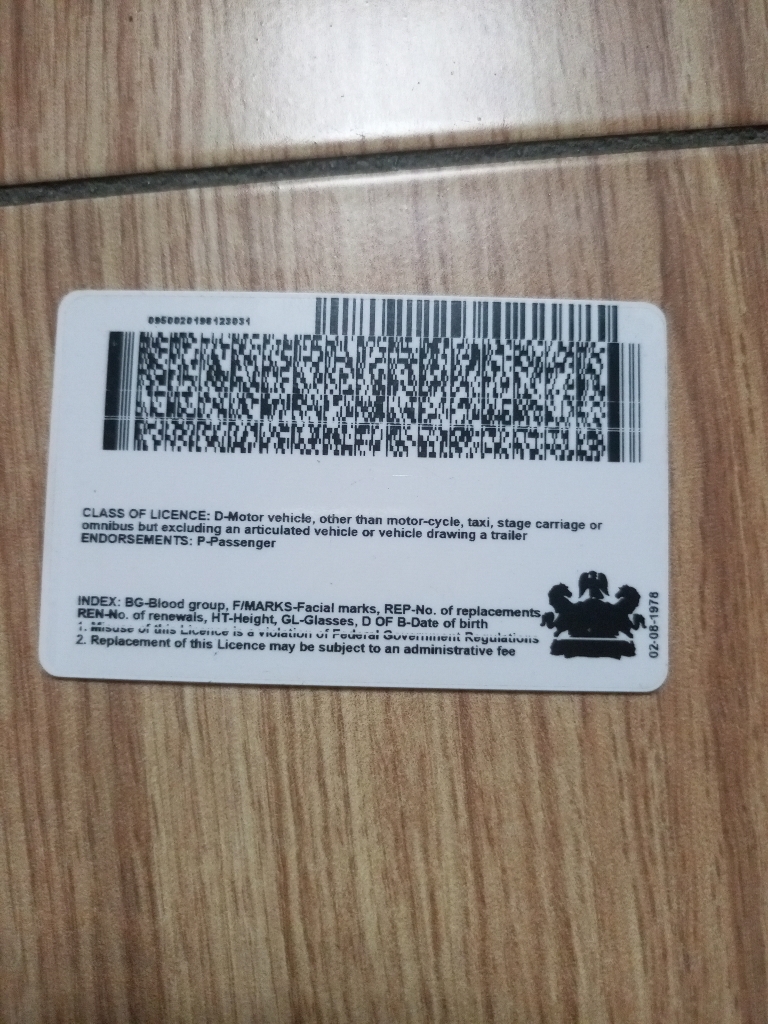 0950020198123031
CLASS OF LICENCE: D-Motor vehicle, other than motor-cycle, taxi, stage carriage or
omnibus but excluding an articulated vehicle or vehicle drawing a trailer
ENDORSEMENTS: P-Passenger
INDEX: BG-Blood group, F/MARKS-Facial marks, REP-No. of replacements
REN-No. of renewals, HT-Height, GL-Glasses, D OF B-Date of birth
1. Misuse of this Licence is a violation of Federal Government Regulations
2. Replacement of this Licence may be subject to an administrative fee
02-08-1978